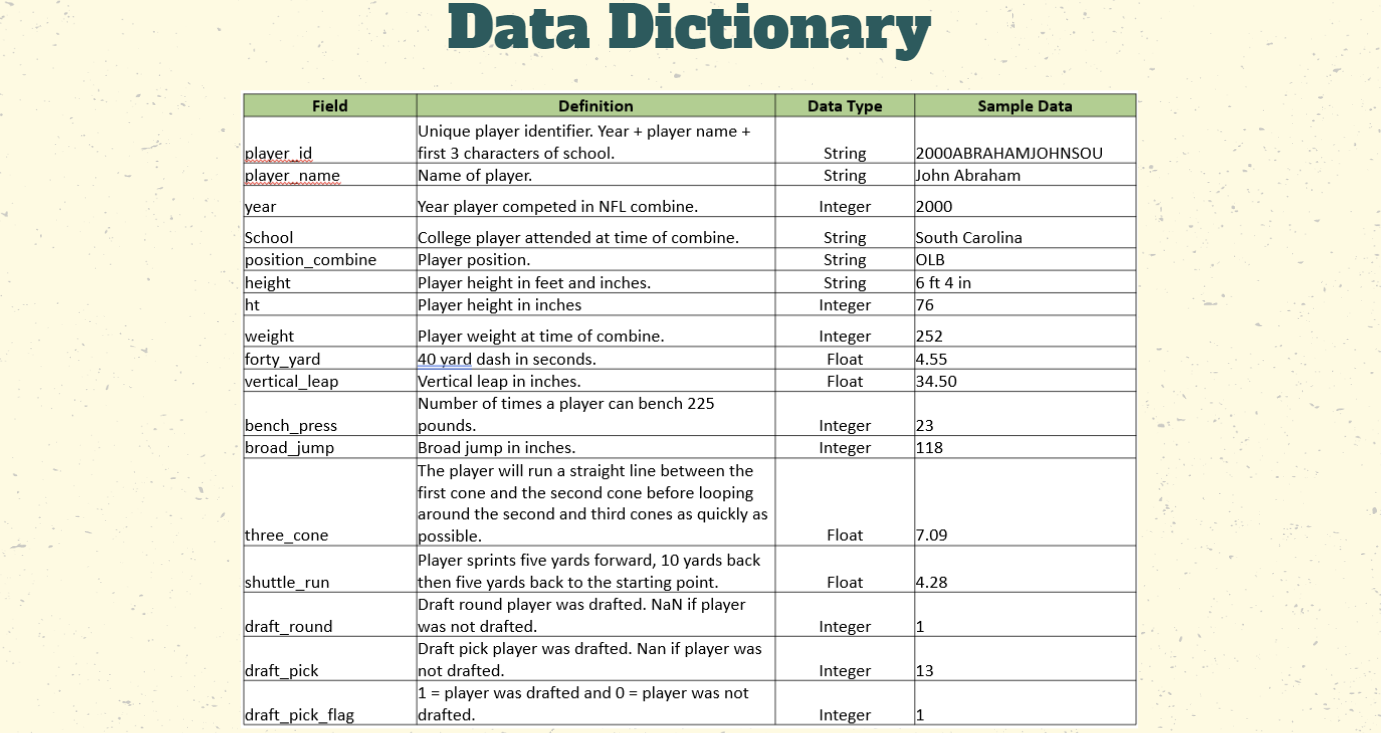 Data Dictionary
Field Definition Data Type Sample Data
Unique player identifier. Year + player name +
player_id first 3 characters of school. String 2000ABRAHAMJOHNSOU
player_name Name of player. String John Abraham
year Year player competed in NFL combine. Integer 2000
School College player attended at time of combine. String South Carolina
position_combine Player position. String OLB
height Player height in feet and inches. String 6 ft 4 in
ht Player height in inches Integer 76
weight Player weight at time of combine. Integer 252
forty_yard 40 yard dash in seconds. Float 4.55
vertical_leap Vertical leap in inches. Float 34.50
Number of times a player can bench 225
bench_press pounds. Integer 23
broad_jump Broad jump in inches. Integer 118
The player will run a straight line between the
first cone and the second cone before looping
around the second and third cones as quickly as
three_cone possible. Float 7.09
Player sprints five yards forward, 10 yards back
shuttle_run then five yards back to the starting point. Float 4.28
Draft round player was drafted. NaN if player
draft_round was not drafted. Integer 1
Draft pick player was drafted. Nan if player was
draft_pick not drafted. Integer 13
1 = player was drafted and 0 = player was not
draft_pick_flag drafted. Integer 1